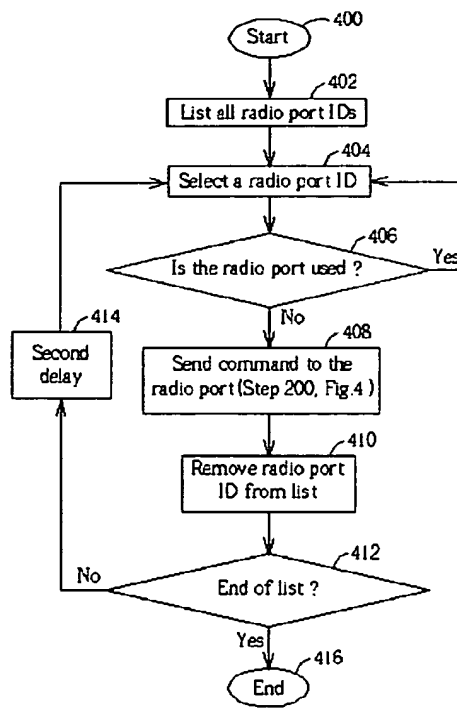 400
Start
402
List all radio port IDs
404
Select a radio port ID
406
Is the radio port used ?
Yes
No
414
Second
delay
408
Send command to the
radio port (Step 200, Fig.4)
410
Remove radio port
ID from list
412
No
End of list ?
Yes
416
End